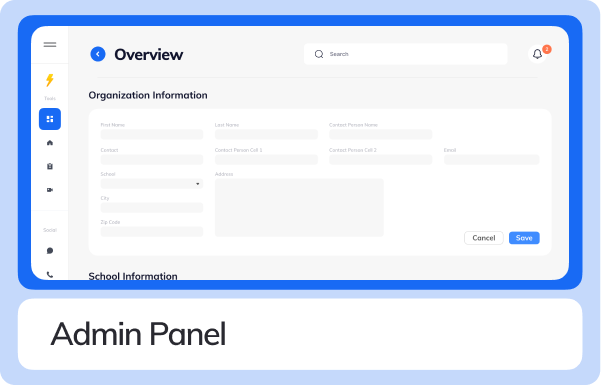 Overview
Search
2
Tools
Organization Information
First Name
Last Name
Contact Person Name
Contact
Contact Person Cell 1
Contact Person Cell 2
Email
School
Address
City
Zip Code
Social
Cancel
Save
School Information
Admin Panel